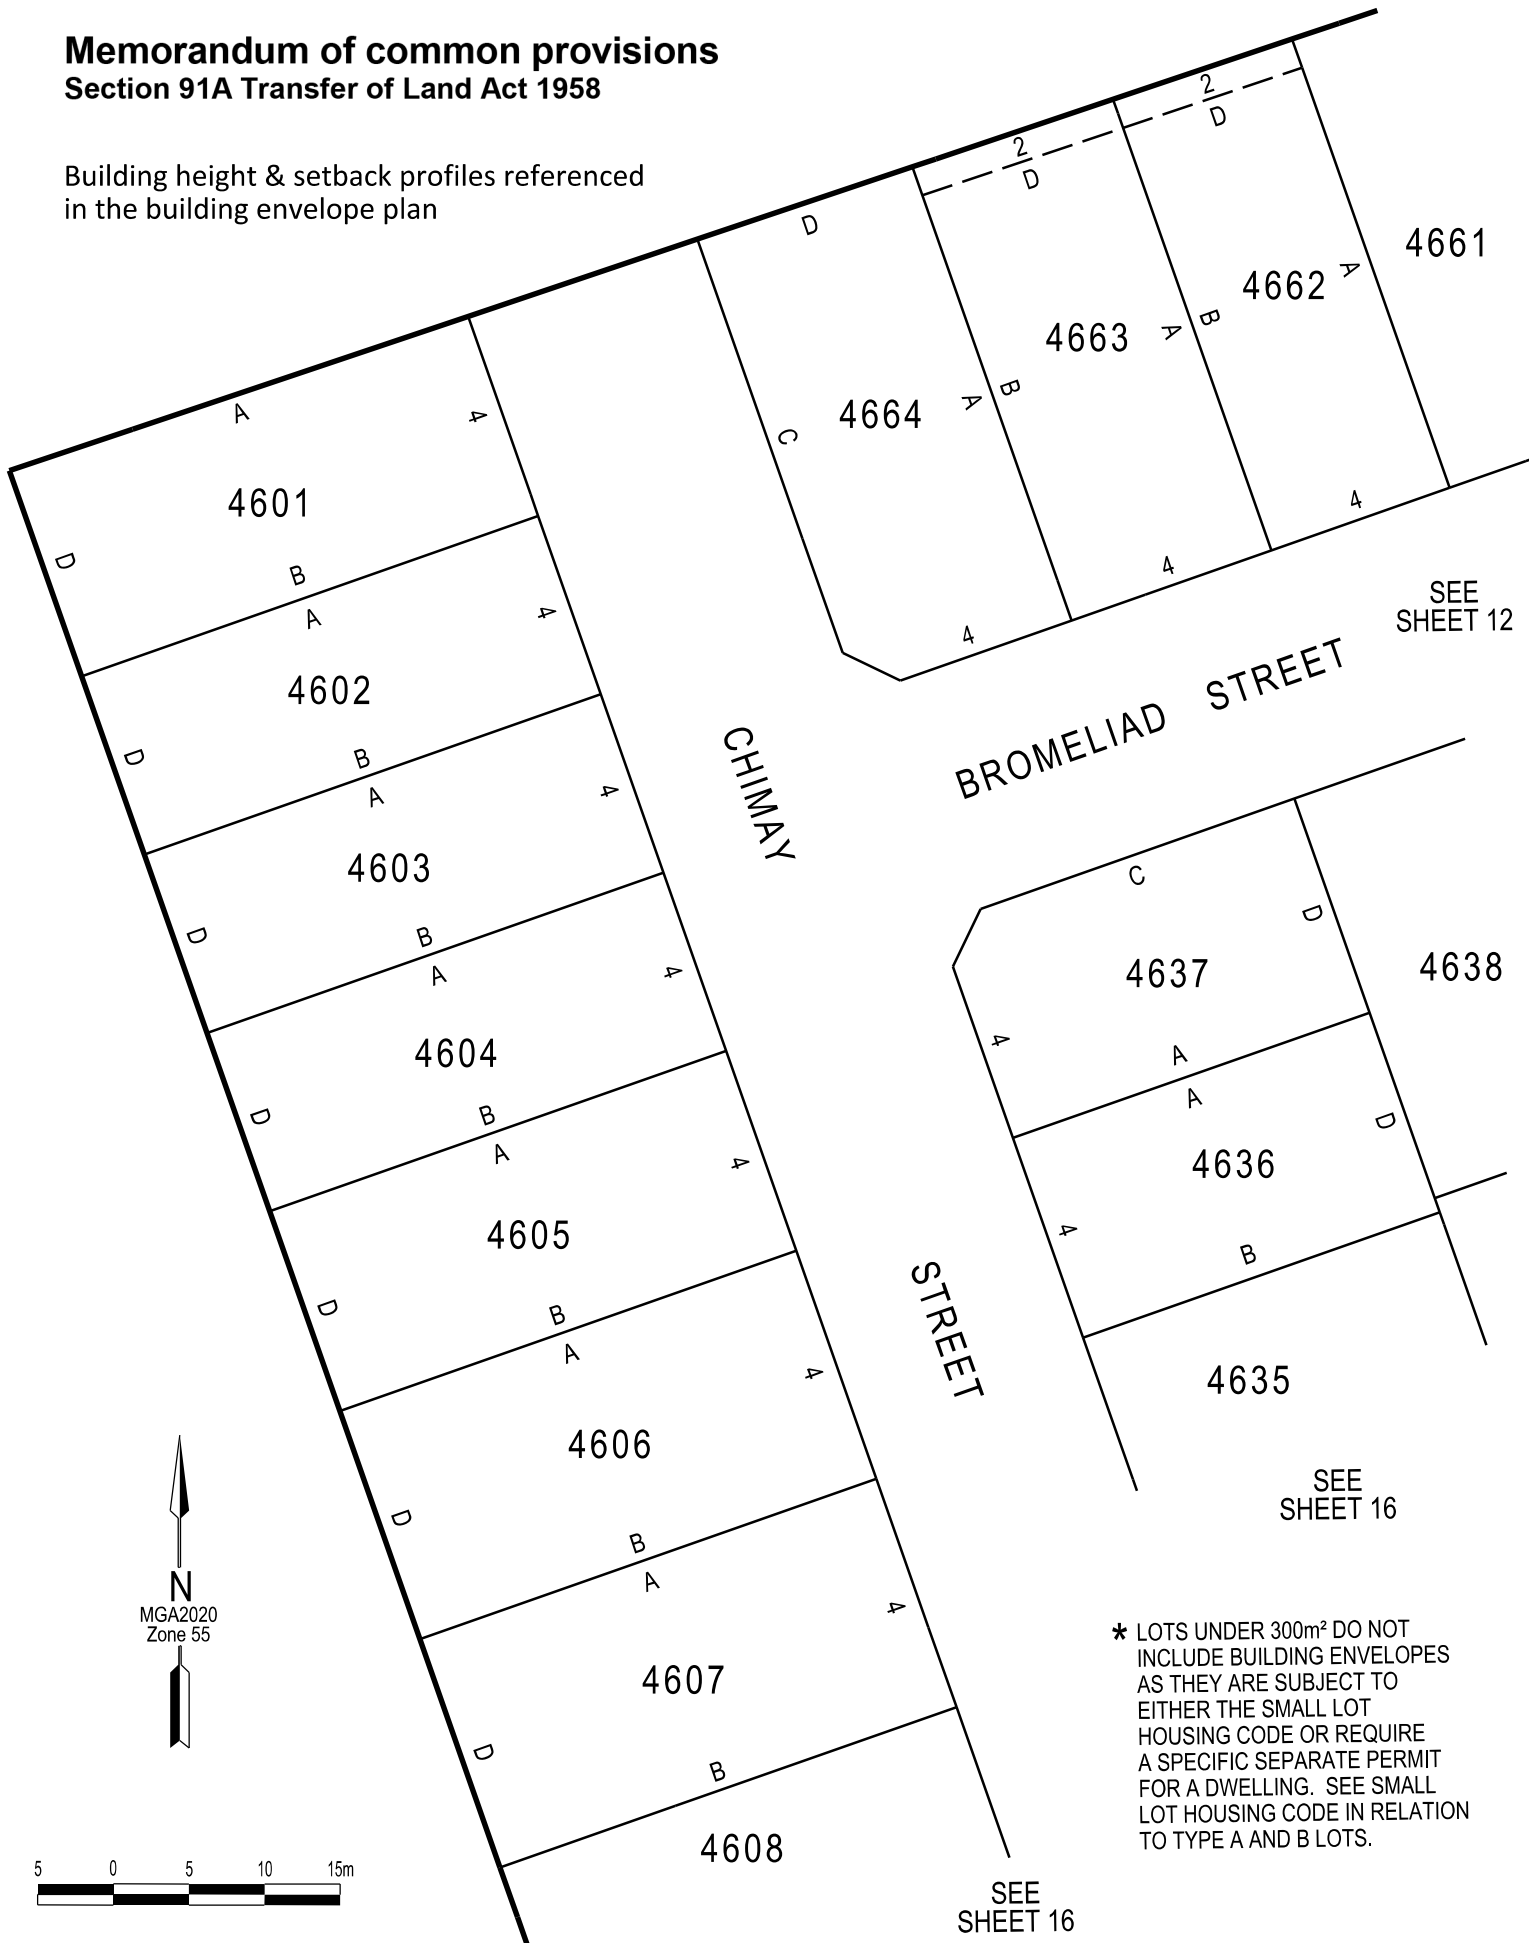 Memorandum of common provisions
Section 91A Transfer of Land Act 1958
Building height & setback profiles referenced
in the building envelope plan
2
D
2
D
D
4661
4662
A
4663
A
B
4664
A
B
C
4
4
4
A
4
4601
D
B
A
4
4602
D
B
A
4
4603
D
B
A
4
4604
D
B
A
4
4605
D
B
A
4
4606
D
B
A
4
4607
D
B
4608
CHIMAY
STREET
BROMELIAD STREET
SEE
SHEET 12
C
D
4637
4638
4
A
A
D
4636
4
B
4635
SEE
SHEET 16
N
MGA2020
Zone 55
* LOTS UNDER 300m² DO NOT
INCLUDE BUILDING ENVELOPES
AS THEY ARE SUBJECT TO
EITHER THE SMALL LOT
HOUSING CODE OR REQUIRE
A SPECIFIC SEPARATE PERMIT
FOR A DWELLING. SEE SMALL
LOT HOUSING CODE IN RELATION
TO TYPE A AND B LOTS.
5 0 5 10 15m
SEE
SHEET 16